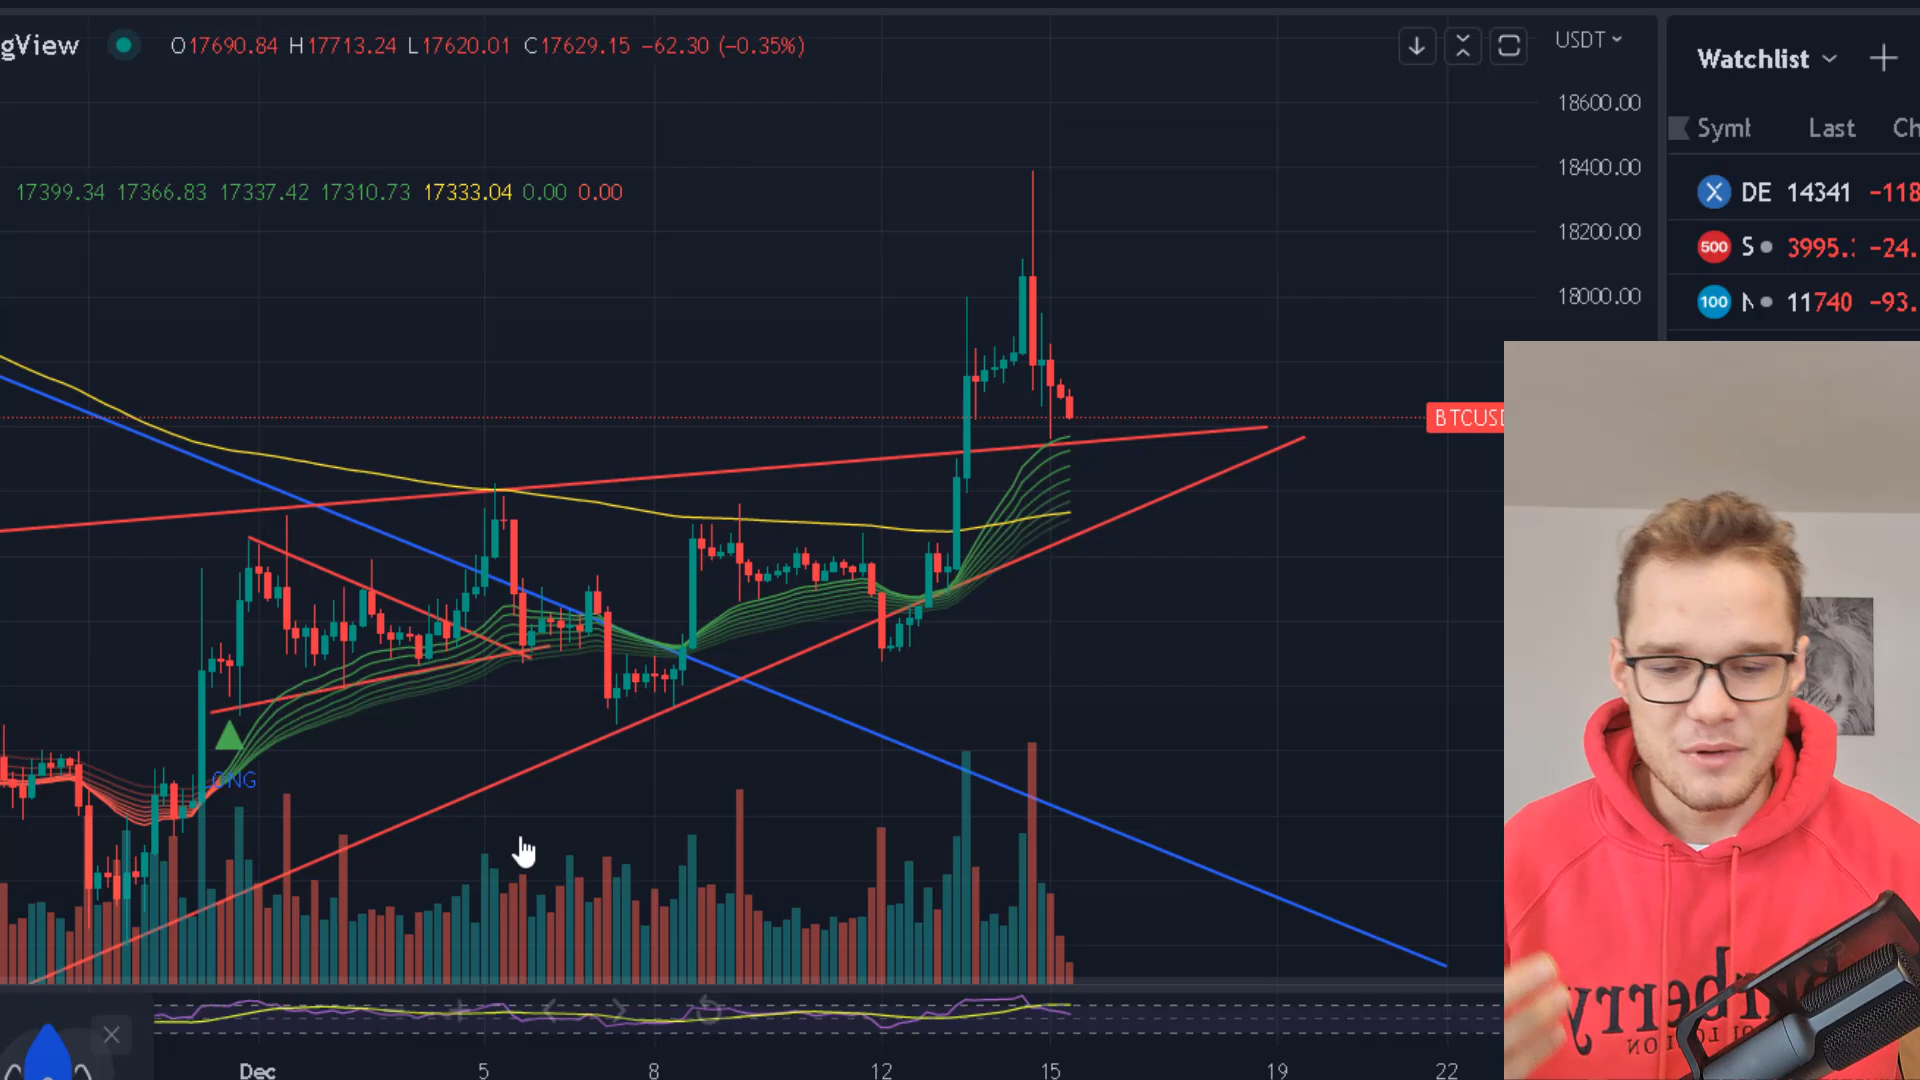 gView O17690.84 H17713.24 L17620.01 C17629.15 −62.30 (−0.35%)
USDT
Watchlist
18600.00
Syml Last Ch
18400.00
17399.34 17366.83 17337.42 17310.73 17333.04 0.00 0.00
DE 14341 −118
18200.00
500 S 3995. −24.
18000.00
100 N 11740 −93.
BTCUSD
Dec 5 8 12 15 19 22